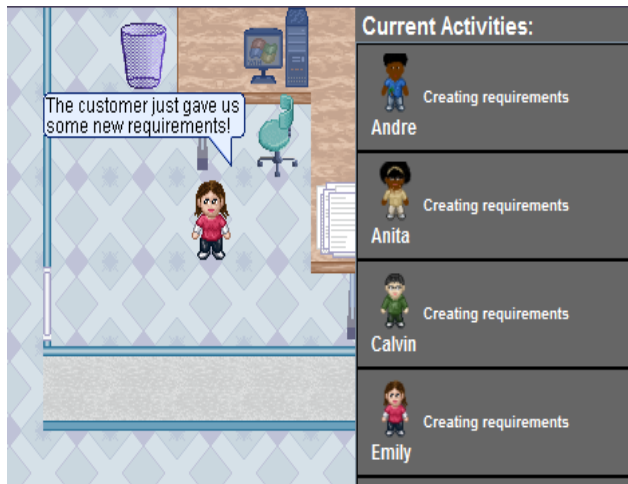 Current Activities:
The customer just gave us
some new requirements!
Creating requirements
Andre
Creating requirements
Anita
Creating requirements
Calvin
Creating requirements
Emily